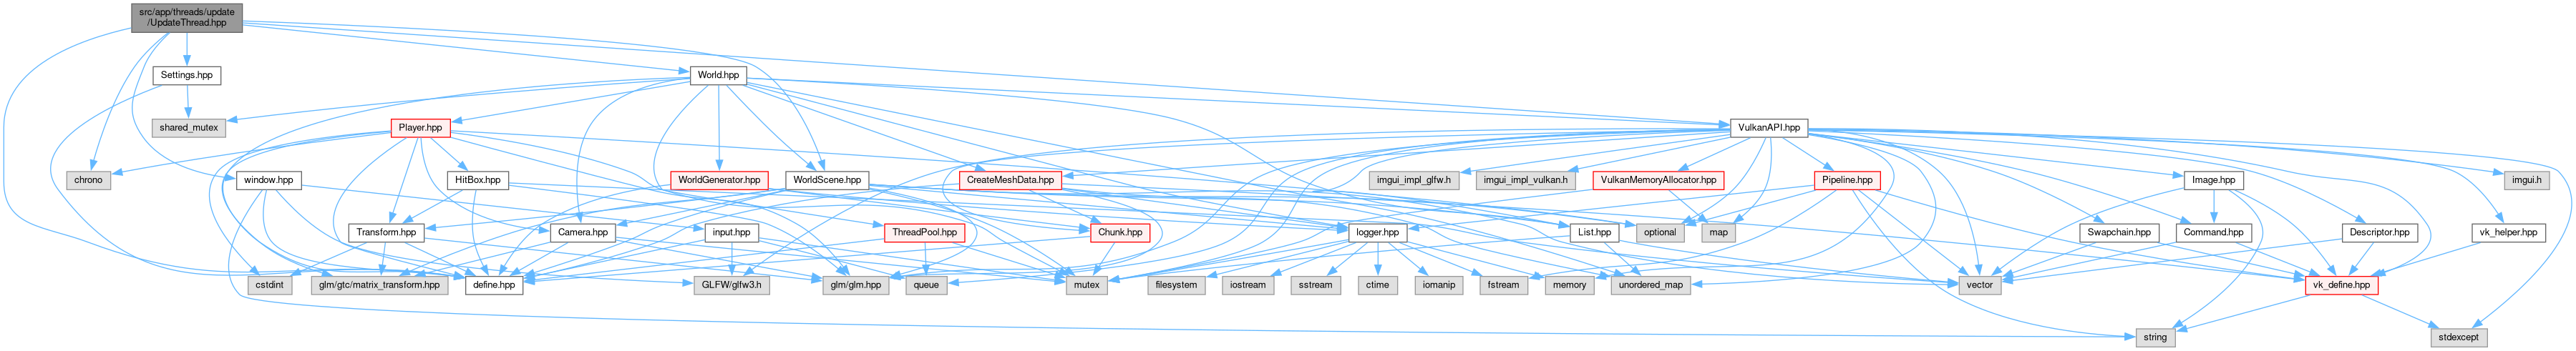 src/app/threads/update
/UpdateThread.hpp
Settings.hpp
World.hpp
shared_mutex
Player.hpp
VulkanAPI.hpp
chrono
window.hpp
HitBox.hpp
WorldGenerator.hpp
WorldScene.hpp
CreateMeshData.hpp
imgui_impl_glfw.h
imgui_impl_vulkan.h
VulkanMemoryAllocator.hpp
Pipeline.hpp
Image.hpp
imgui.h
Transform.hpp
Camera.hpp
input.hpp
ThreadPool.hpp
Chunk.hpp
logger.hpp
List.hpp
optional
map
Swapchain.hpp
Command.hpp
Descriptor.hpp
vk_helper.hpp
cstdint
glm/gtc/matrix_transform.hpp
define.hpp
GLFW/glfw3.h
glm/glm.hpp
queue
mutex
filesystem
iostream
sstream
ctime
iomanip
fstream
memory
unordered_map
vector
vk_define.hpp
string
stdexcept